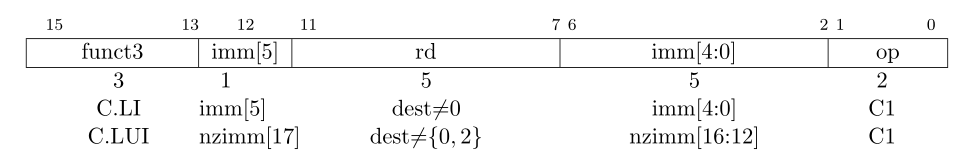 15 13 12 11 7 6 2 1 0
funct3 imm[5] rd imm[4:0] op
3 1 5 5 2
C.LI imm[5] dest≠0 imm[4:0] C1
C.LUI nzimm[17] dest≠{0, 2} nzimm[16:12] C1